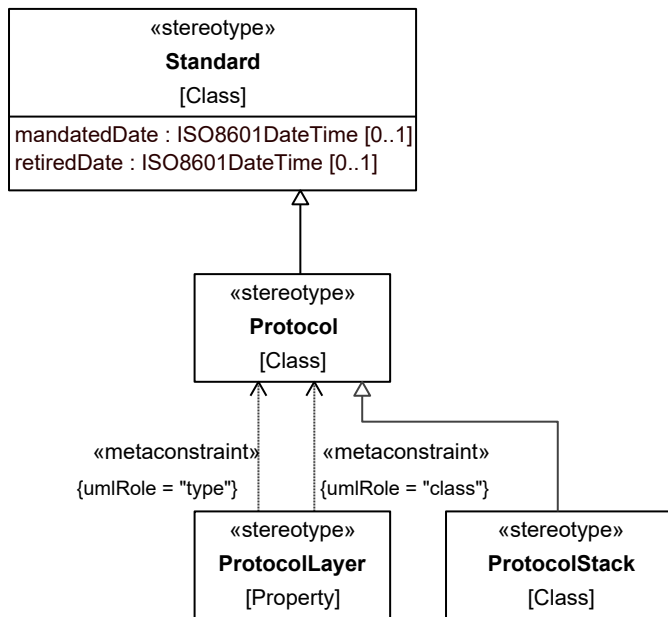 «stereotype»
Standard
[Class]
mandatedDate : ISO8601DateTime [0..1]
retiredDate : ISO8601DateTime [0..1]
«stereotype»
Protocol
[Class]
«metaconstraint»
{umlRole = "type"}
«metaconstraint»
{umlRole = "class"}
«stereotype»
ProtocolLayer
[Property]
«stereotype»
ProtocolStack
[Class]